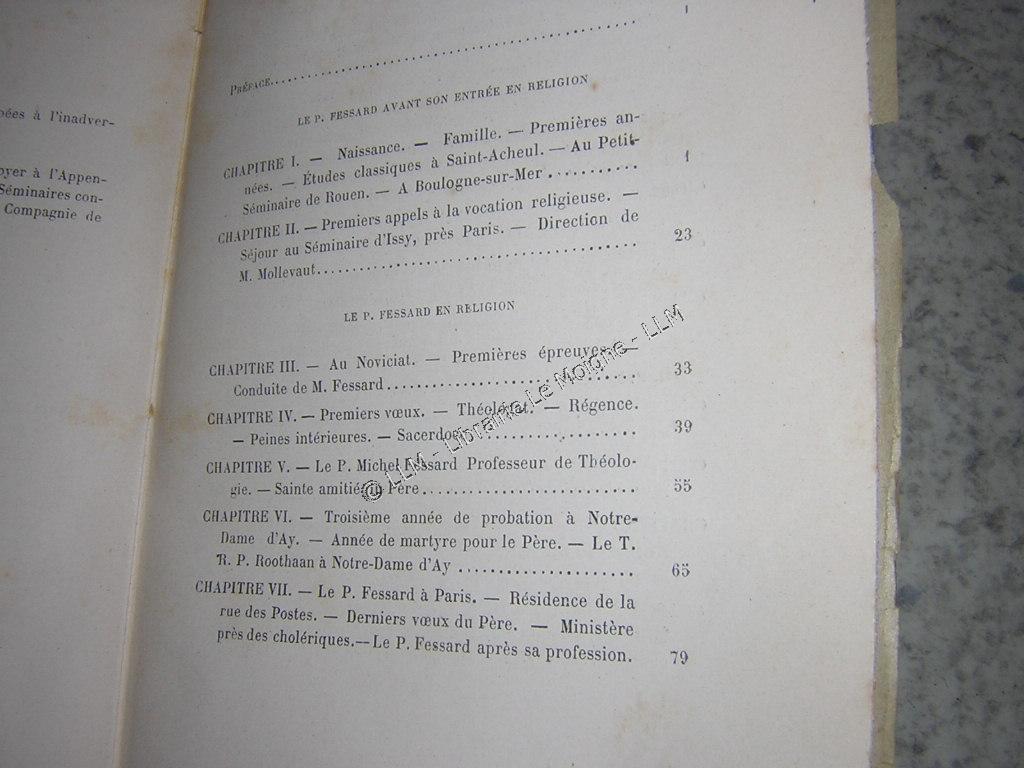 pées à l'inadver-
oyer à l'Appen-
Séminaires con-
Compagnie de
PRÉFACE........................................ I
LE P. FESSARD AVANT SON ENTRÉE EN RELIGION
CHAPITRE I. — Naissance. — Famille. — Premières an-
nées. — Études classiques à Saint-Acheul. — Au Petit-
Séminaire de Rouen. — A Boulogne-sur-Mer .......... 1
CHAPITRE II. — Premiers appels à la vocation religieuse. —
Séjour au Séminaire d'Issy, près Paris. — Direction de
M. Mollevaut.................................... 23
LE P. FESSARD EN RELIGION
CHAPITRE III. — Au Noviciat. — Premières épreuves. —
Conduite de M. Fessard............................ 33
CHAPITRE IV. — Premiers vœux. — Théologat. — Régence.
— Peines intérieures. — Sacerdoce................. 39
CHAPITRE V. — Le P. Michel Fessard Professeur de Théolo-
gie. — Sainte amitié du Père........................ 55
CHAPITRE VI. — Troisième année de probation à Notre-
Dame d'Ay. — Année de martyre pour le Père. — Le T.
R. P. Roothaan à Notre-Dame d'Ay .................... 65
CHAPITRE VII. — Le P. Fessard à Paris. — Résidence de la
rue des Postes. — Derniers vœux du Père. — Ministère
près des cholériques. — Le P. Fessard après sa profession. 79
© LLM - Librairie Le Moigne - LLM